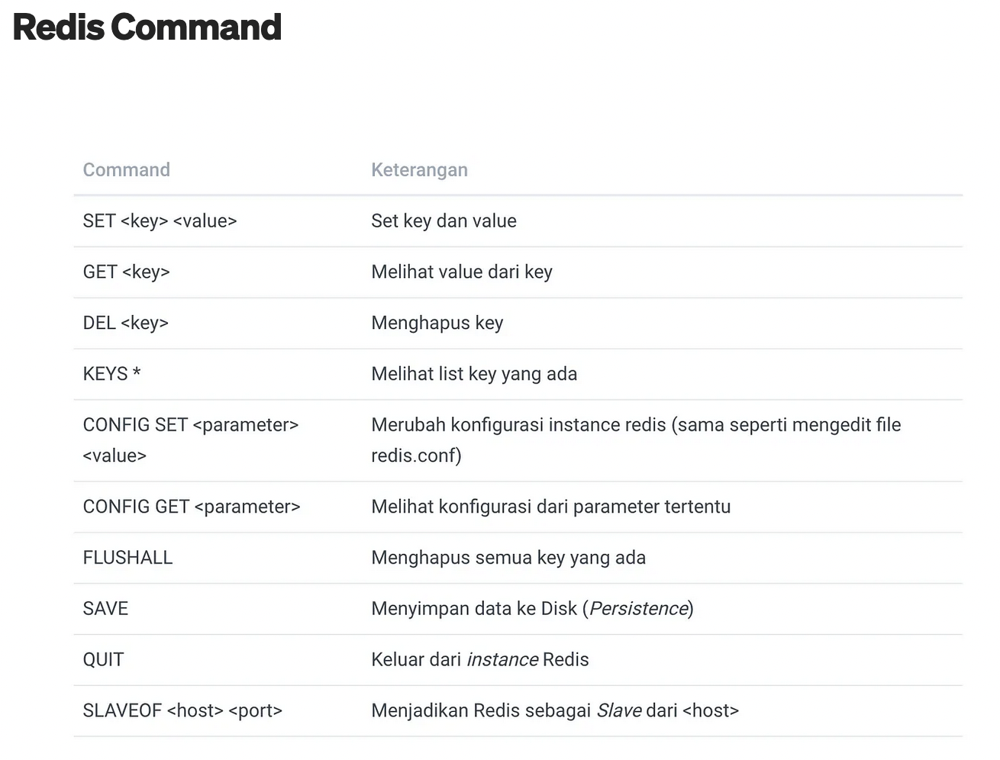 Redis Command
Command Keterangan
SET <key> <value> Set key dan value
GET <key> Melihat value dari key
DEL <key> Menghapus key
KEYS * Melihat list key yang ada
CONFIG SET <parameter> Merubah konfigurasi instance redis (sama seperti mengedit file
<value> redis.conf)
CONFIG GET <parameter> Melihat konfigurasi dari parameter tertentu
FLUSHALL Menghapus semua key yang ada
SAVE Menyimpan data ke Disk (Persistence)
QUIT Keluar dari instance Redis
SLAVEOF <host> <port> Menjadikan Redis sebagai Slave dari <host>